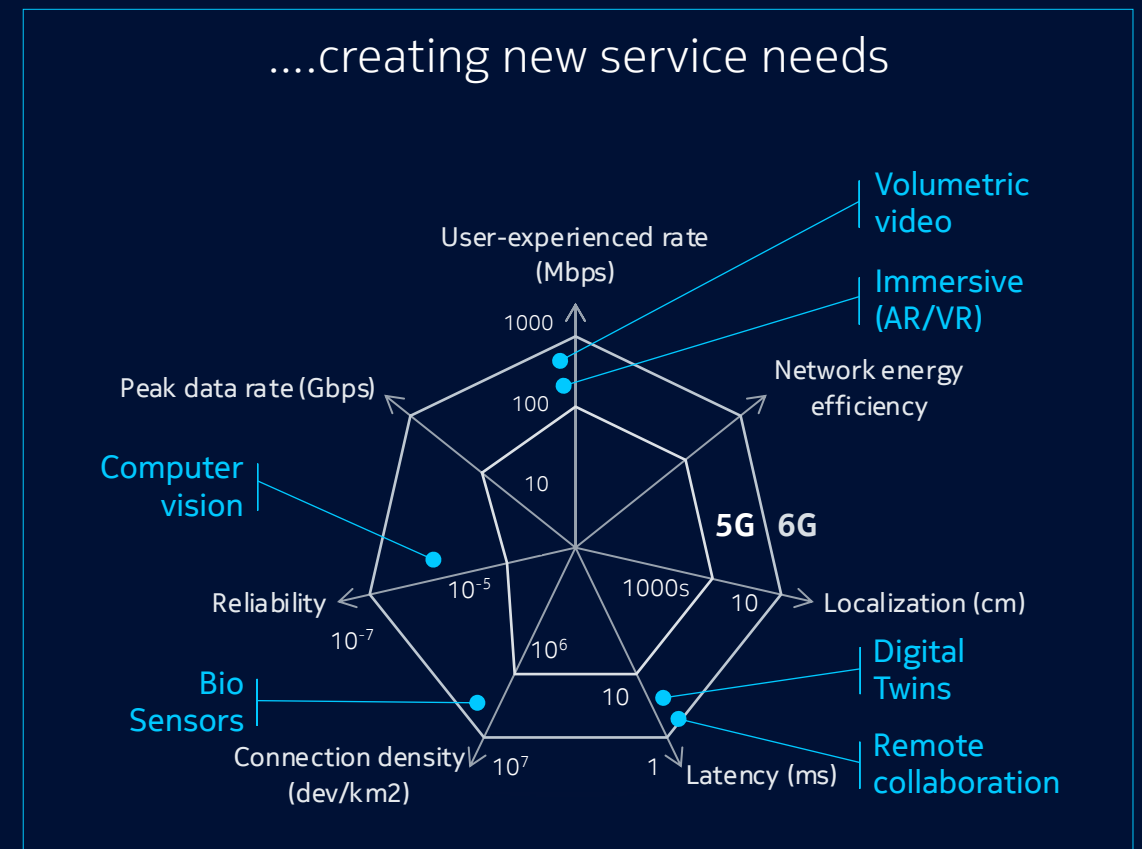 ....creating new service needs
Volumetric
video
User-experienced rate
(Mbps)
Immersive
(AR/VR)
1000
Network energy
efficiency
Peak data rate (Gbps)
100
Computer
vision
10
5G 6G
10⁻⁵
1000s
10
Localization (cm)
Reliability
10⁻⁷
10⁶
Digital
Twins
Bio
Sensors
10
Remote
collaboration
Connection density
(dev/km2)
10⁷
1
Latency (ms)